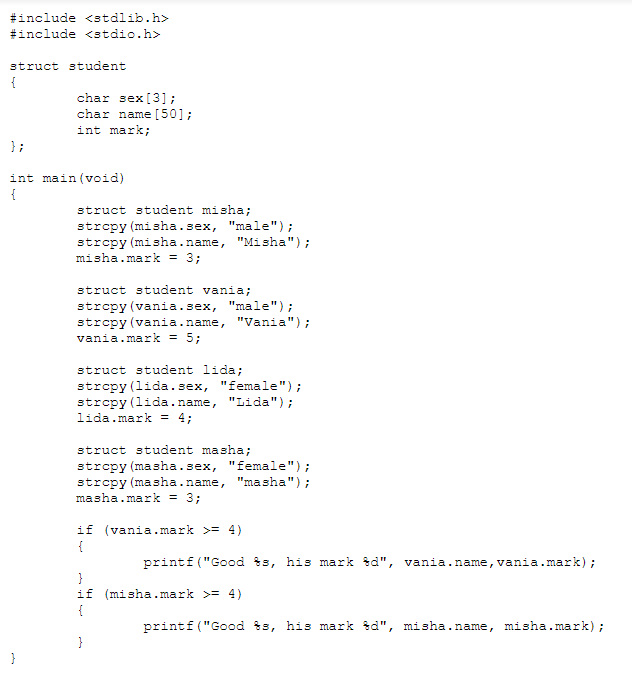 #include <stdlib.h>
#include <stdio.h>
struct student
{
char sex[3];
char name[50];
int mark;
};
int main(void)
{
struct student misha;
strcpy(misha.sex, "male");
strcpy(misha.name, "Misha");
misha.mark = 3;
struct student vania;
strcpy(vania.sex, "male");
strcpy(vania.name, "Vania");
vania.mark = 5;
struct student lida;
strcpy(lida.sex, "female");
strcpy(lida.name, "Lida");
lida.mark = 4;
struct student masha;
strcpy(masha.sex, "female");
strcpy(masha.name, "masha");
masha.mark = 3;
if (vania.mark >= 4)
{
printf("Good %s, his mark %d", vania.name,vania.mark);
}
if (misha.mark >= 4)
{
printf("Good %s, his mark %d", misha.name, misha.mark);
}
}